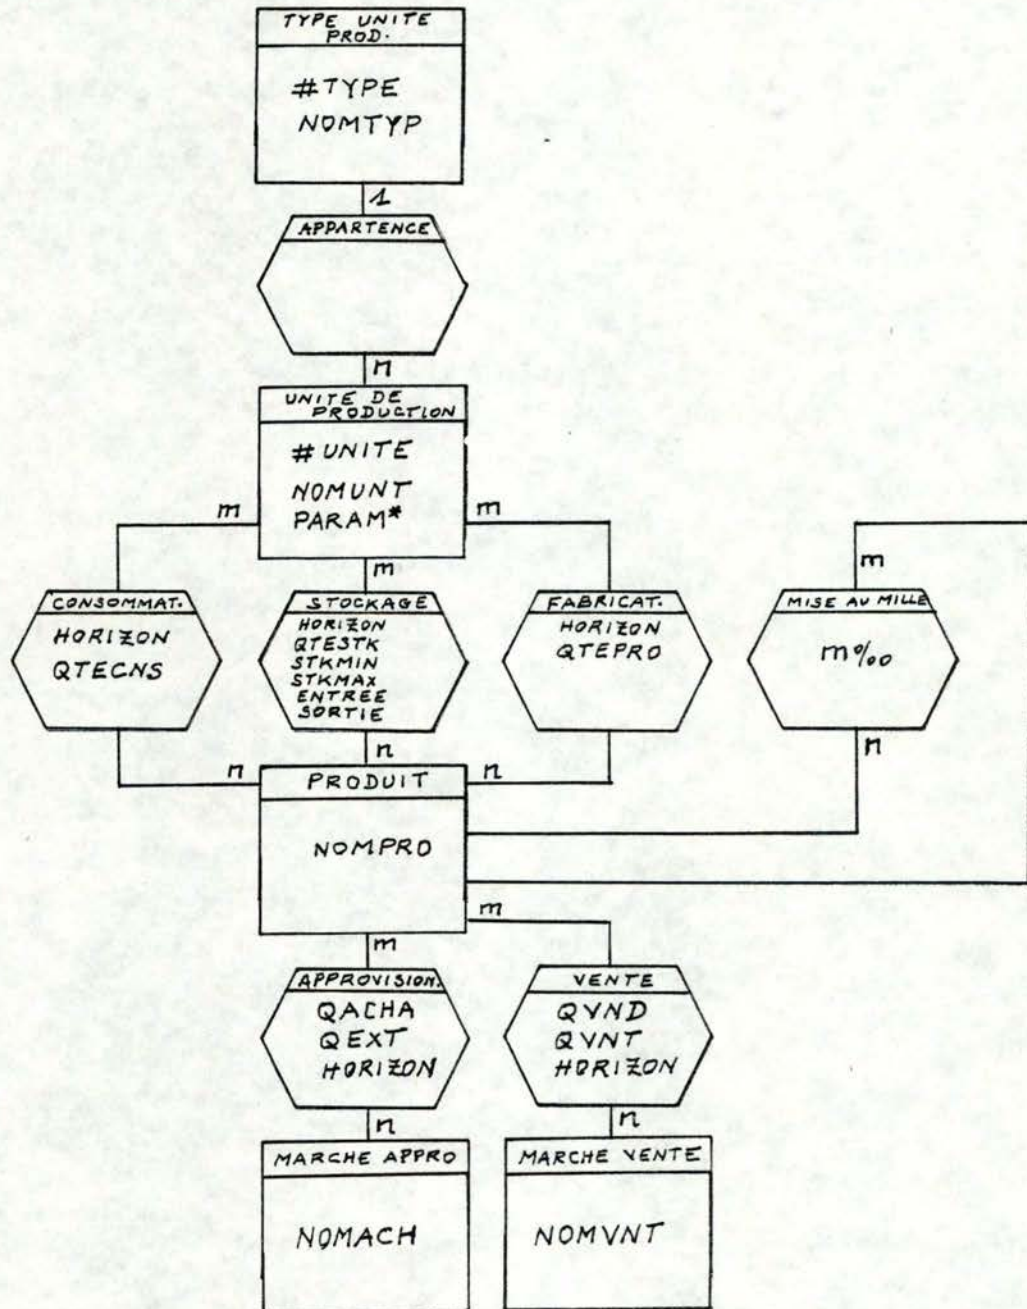 TYPE UNITE
PROD.
#TYPE
NOMTYP
1
APPARTENCE
n
UNITE DE
PRODUCTION
# UNITE
NOMUNT
PARAM*
m
m
m
m
CONSOMMAT.
HORIZON
QTECNS
STOCKAGE
HORIZON
QTESTK
STKMIN
STKMAX
ENTREE
SORTIE
FABRICAT.
HORIZON
QTEPRO
MISE AU MILLE
m‰
n
n
n
n
PRODUIT
NOMPRO
m
m
APPROVISION.
QACHA
QEXT
HORIZON
VENTE
QVND
QVNT
HORIZON
n
n
MARCHE APPRO
NOMACH
MARCHE VENTE
NOMVNT